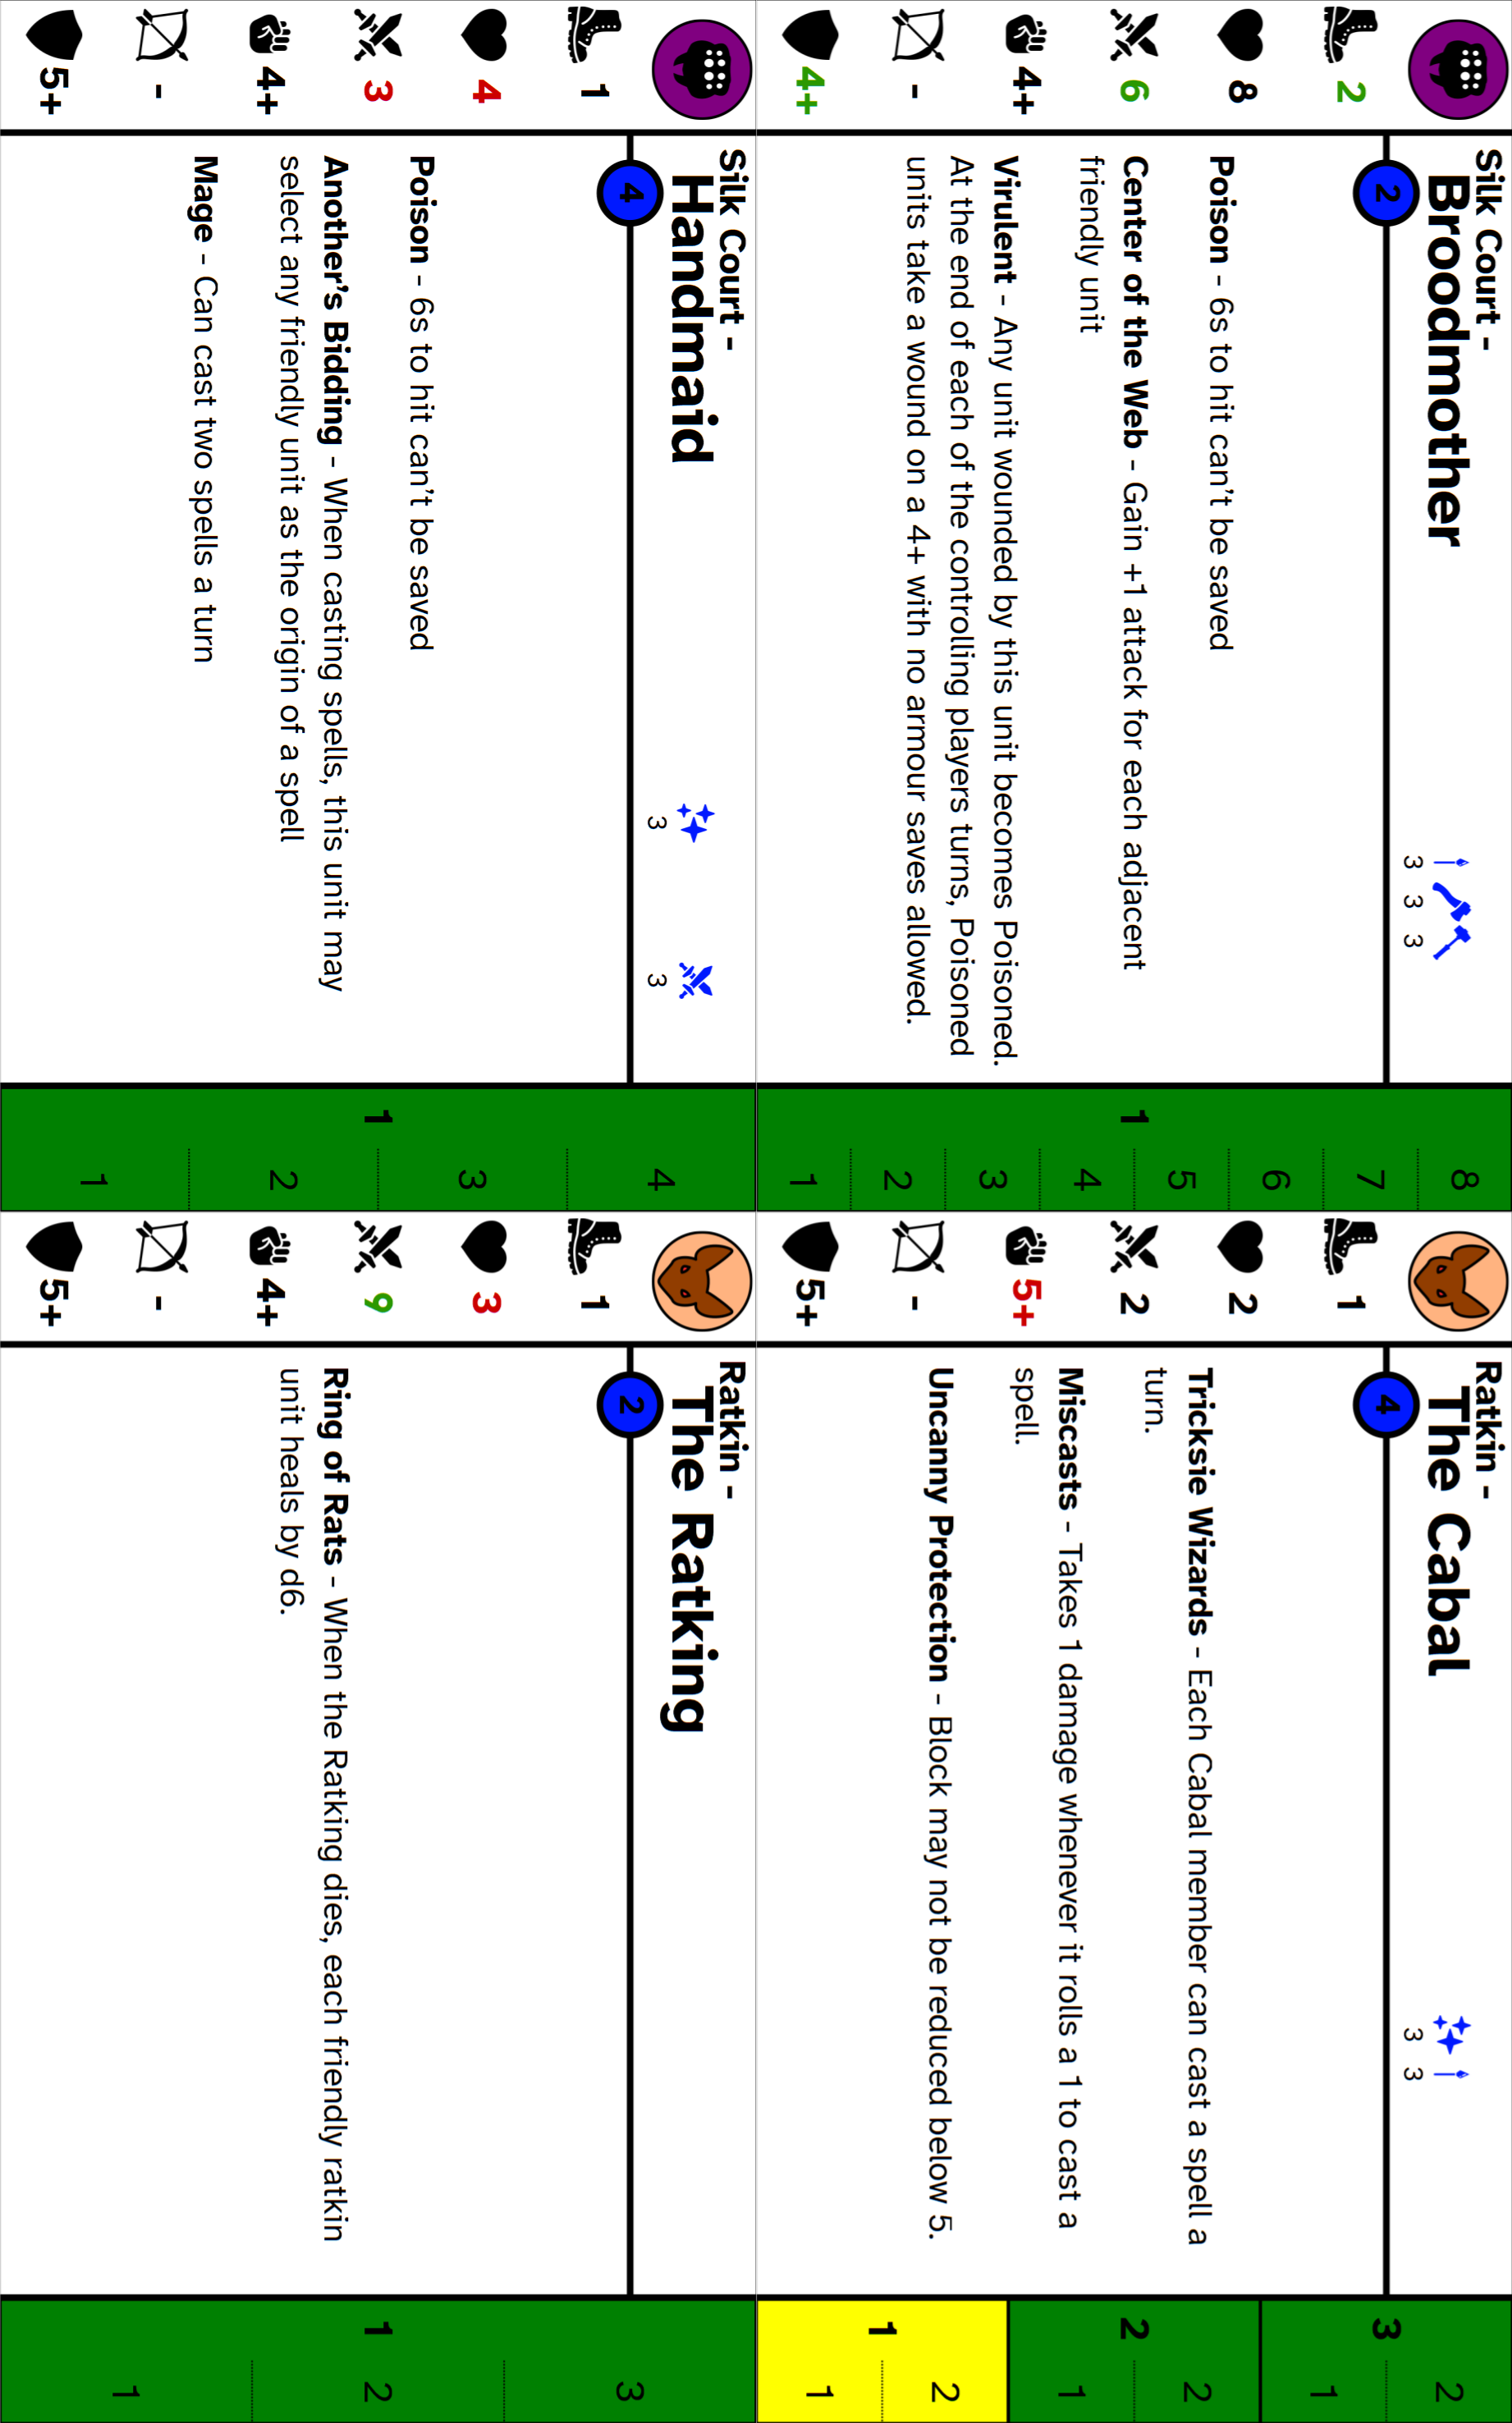 Silk Court -
Broodmother
2
3 3 3
2
8
6
4+
-
4+
Poison - 6s to hit can't be saved
Center of the Web - Gain +1 attack for each adjacent
friendly unit
Virulent - Any unit wounded by this unit becomes Poisoned.
At the end of each of the controlling players turns, Poisoned
units take a wound on a 4+ with no armour saves allowed.
1
8
7
6
5
4
3
2
1
Ratkin -
The Cabal
4
3 3
1
2
2
5+
-
5+
Tricksie Wizards - Each Cabal member can cast a spell a
turn.
Miscasts - Takes 1 damage whenever it rolls a 1 to cast a
spell.
Uncanny Protection - Block may not be reduced below 5.
3
2
1
2
2
1
1
2
1
Silk Court -
Handmaid
4
3 3
1
4
3
4+
-
5+
Poison - 6s to hit can't be saved
Another's Bidding - When casting spells, this unit may
select any friendly unit as the origin of a spell
Mage - Can cast two spells a turn
1
4
3
2
1
Ratkin -
The Ratking
2
1
3
9
4+
-
5+
Ring of Rats - When the Ratking dies, each friendly ratkin
unit heals by d6.
1
3
2
1